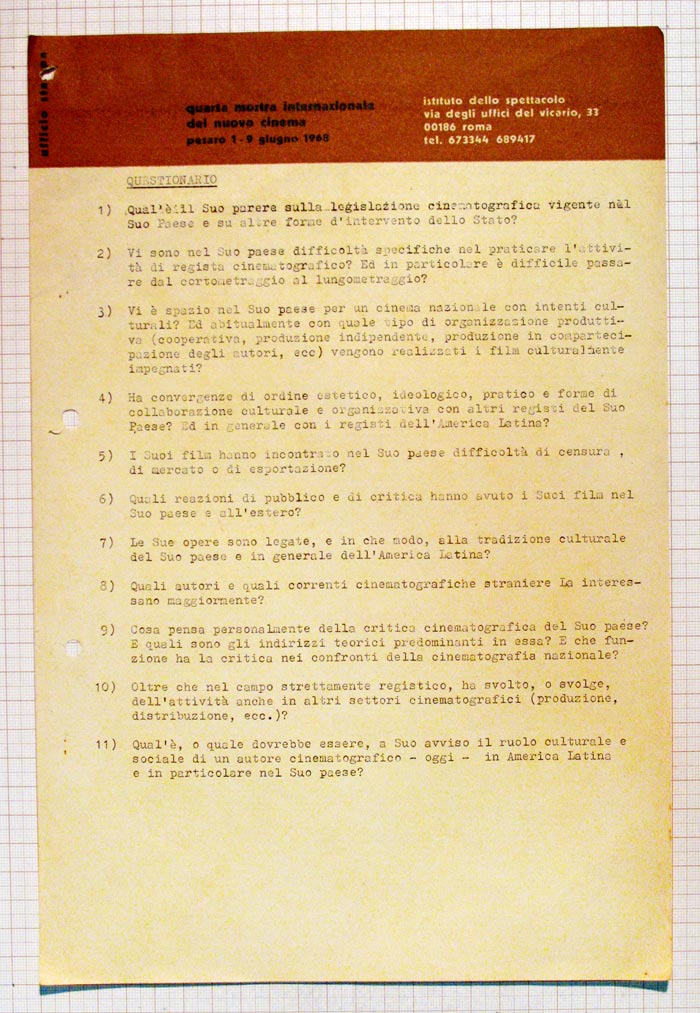 ufficio stampa
quarta mostra internazionale
del nuovo cinema
pesaro 1-9 giugno 1968
istituto dello spettacolo
via degli uffici del vicario, 33
00186 roma
tel. 673344 689417
QUESTIONARIO
1) Qual'èil Suo parere sulla legislazione cinematografica vigente nel
Suo Paese e su altre forme d'intervento dello Stato?
2) Vi sono nel Suo paese difficoltà specifiche nel praticare l'attivi-
tà di regista cinematografico? Ed in particolare è difficile passa-
re dal cortometraggio al lungometraggio?
3) Vi è spazio nel Suo paese per un cinema nazionale con intenti cul-
turali? Ed abitualmente con quale tipo di organizzazione produtti-
va (cooperativa, produzione indipendente, produzione in comparteci-
pazione degli autori, ecc) vengono realizzati i film culturalmente
impegnati?
4) Ha convergenze di ordine estetico, ideologico, pratico e forme di
collaborazione culturale e organizzativa con altri registi del Suo
Paese? Ed in generale con i registi dell'America Latina?
5) I Suoi film hanno incontrato nel Suo paese difficoltà di censura ,
di mercato o di esportazione?
6) Quali reazioni di pubblico e di critica hanno avuto i Suoi film nel
Suo paese e all'estero?
7) Le Sue opere sono legate, e in che modo, alla tradizione culturale
del Suo paese e in generale dell'America Latina?
8) Quali autori e quali correnti cinematografiche straniere La interes-
sano maggiormente?
9) Cosa pensa personalmente della critica cinematografica del Suo paese?
E quali sono gli indirizzi teorici predominanti in essa? E che fun-
zione ha la critica nei confronti della cinematografia nazionale?
10) Oltre che nel campo strettamente registico, ha svolto, o svolge,
dell'attività anche in altri settori cinematografici (produzione,
distribuzione, ecc.)?
11) Qual'è, o quale dovrebbe essere, a Suo avviso il ruolo culturale e
sociale di un autore cinematografico - oggi - in America Latina
e in particolare nel Suo paese?